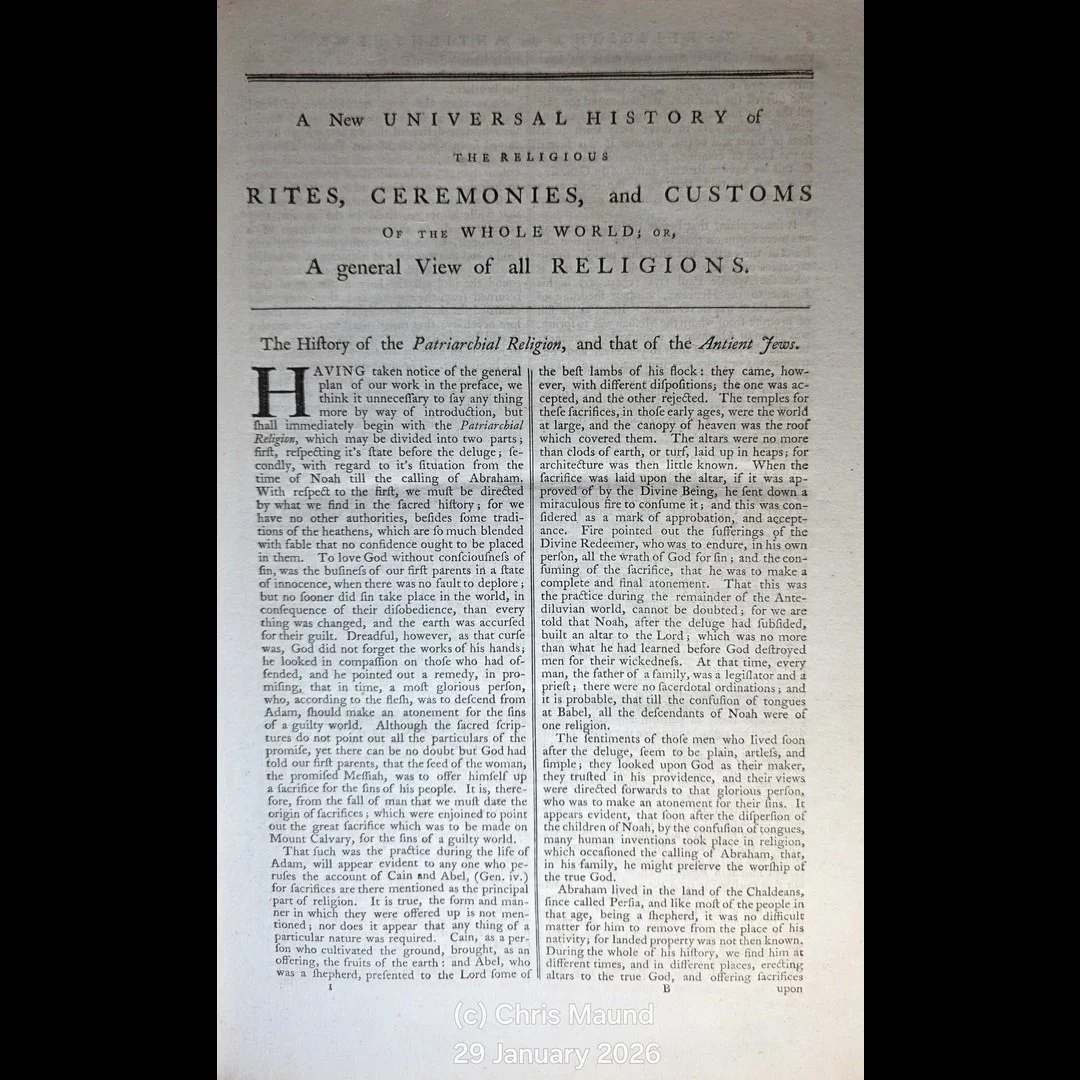 A New UNIVERSAL HISTORY of
THE RELIGIOUS
RITES, CEREMONIES, and CUSTOMS
OF THE WHOLE WORLD; OR,
A general View of all RELIGIONS.
The Hiſtory of the Patriarchial Religion, and that of the Antient Jews.
HAVING taken notice of the general
plan of our work in the preface, we
think it unneceſſary to ſay any thing
more by way of introduction, but
ſhall immediately begin with the Patriarchial
Religion, which may be divided into two parts;
firſt, reſpecting it's ſtate before the deluge; ſe-
condly, with regard to it's ſituation from the
time of Noah till the calling of Abraham.
With reſpect to the firſt, we muſt be directed
by what we find in the ſacred hiſtory; for we
have no other authorities, beſides ſome tradi-
tions of the heathens, which are ſo much blended
with fable that no confidence ought to be placed
in them. To love God without conſciouſneſs of
ſin, was the buſineſs of our firſt parents in a ſtate
of innocence, when there was no fault to deplore;
but no ſooner did ſin take place in the world, in
conſequence of their diſobedience, than every
thing was changed, and the earth was accurſed
for their guilt. Dreadful, however, as that curſe
was, God did not forget the works of his hands;
he looked in compaſſion on thoſe who had of-
fended, and he pointed out a remedy, in pro-
miſing, that in time, a moſt glorious perſon,
who, according to the fleſh, was to deſcend from
Adam, ſhould make an atonement for the ſins
of a guilty world. Although the ſacred ſcrip-
tures do not point out all the particulars of the
promiſe, yet there can be no doubt but God had
told our firſt parents, that the ſeed of the woman,
the promiſed Meſſiah, was to offer himſelf up
a ſacrifice for the ſins of his people. It is, there-
fore, from the fall of man that we muſt date the
origin of ſacrifices; which were enjoined to point
out the great ſacrifice which was to be made on
Mount Calvary, for the ſins of a guilty world.
That ſuch was the practice during the life of
Adam, will appear evident to any one who pe-
ruſes the account of Cain and Abel, (Gen. iv.)
for ſacrifices are there mentioned as the principal
part of religion. It is true, the form and man-
ner in which they were offered up is not men-
tioned; nor does it appear that any thing of a
particular nature was required. Cain, as a per-
ſon who cultivated the ground, brought, as an
offering, the fruits of the earth: and Abel, who
was a ſhepherd, preſented to the Lord ſome of
I
the beſt lambs of his flock: they came, how-
ever, with different diſpoſitions; the one was ac-
cepted, and the other rejected. The temples for
theſe ſacrifices, in thoſe early ages, were the world
at large, and the canopy of heaven was the roof
which covered them. The altars were no more
than clods of earth, or turf, laid up in heaps; for
architecture was then little known. When the
ſacrifice was laid upon the altar, if it was ap-
proved of by the Divine Being, he ſent down a
miraculous fire to conſume it; and this was con-
ſidered as a mark of approbation, and accept-
ance. Fire pointed out the ſufferings of the
Divine Redeemer, who was to endure, in his own
perſon, all the wrath of God for ſin; and the con-
ſuming of the ſacrifice, that he was to make a
complete and final atonement. That this was
the practice during the remainder of the Ante-
diluvian world, cannot be doubted; for we are
told that Noah, after the deluge had ſubſided,
built an altar to the Lord; which was no more
than what he had learned before God deſtroyed
men for their wickedneſs. At that time, every
man, the father of a family, was a legiſlator and a
prieſt; there were no ſacerdotal ordinations; and
it is probable, that till the confuſion of tongues
at Babel, all the deſcendants of Noah were of
one religion.
The ſentiments of thoſe men who lived ſoon
after the deluge, ſeem to be plain, artleſs, and
ſimple; they looked upon God as their maker,
they truſted in his providence, and their views
were directed forwards to that glorious perſon,
who was to make an atonement for their ſins. It
appears evident, that ſoon after the diſperſion of
the children of Noah, by the confuſion of tongues,
many human inventions took place in religion,
which occaſioned the calling of Abraham, that,
in his family, he might preſerve the worſhip of
the true God.
Abraham lived in the land of the Chaldeans,
ſince called Perſia, and like moſt of the people in
that age, being a ſhepherd, it was no difficult
matter for him to remove from the place of his
nativity; for landed property was not then known.
During the whole of his hiſtory, we find him at
different times, and in different places, erecting
altars to the true God, and offering ſacrifices
B upon
(c) Chris Maund
29 January 2026